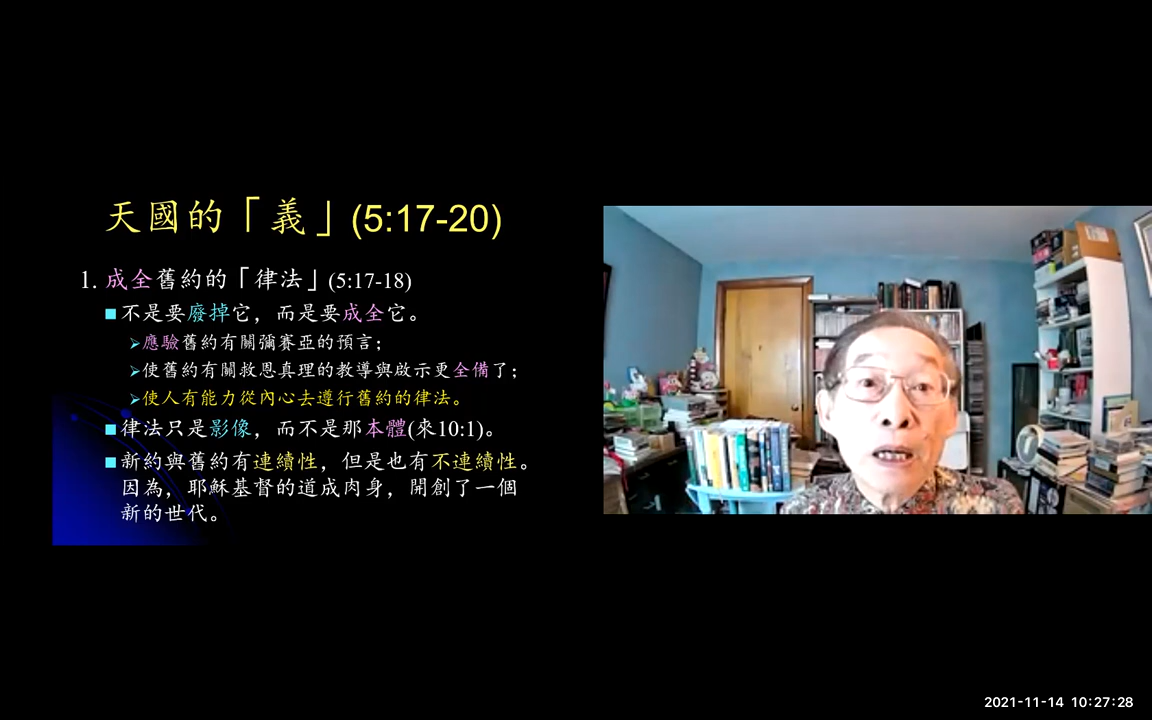 天國的「義」(5:17-20)
1. 成全舊約的「律法」(5:17-18)
■不是要廢掉它，而是要成全它。
➢應驗舊約有關彌賽亞的預言；
➢使舊約有關救恩真理的教導與啟示更全備了；
➢使人有能力從內心去遵行舊約的律法。
■律法只是影像，而不是那本體(來10:1)。
■新約與舊約有連續性，但是也有不連續性。
因為，耶穌基督的道成肉身，開創了一個
新的世代。
2021-11-14 10:27:28